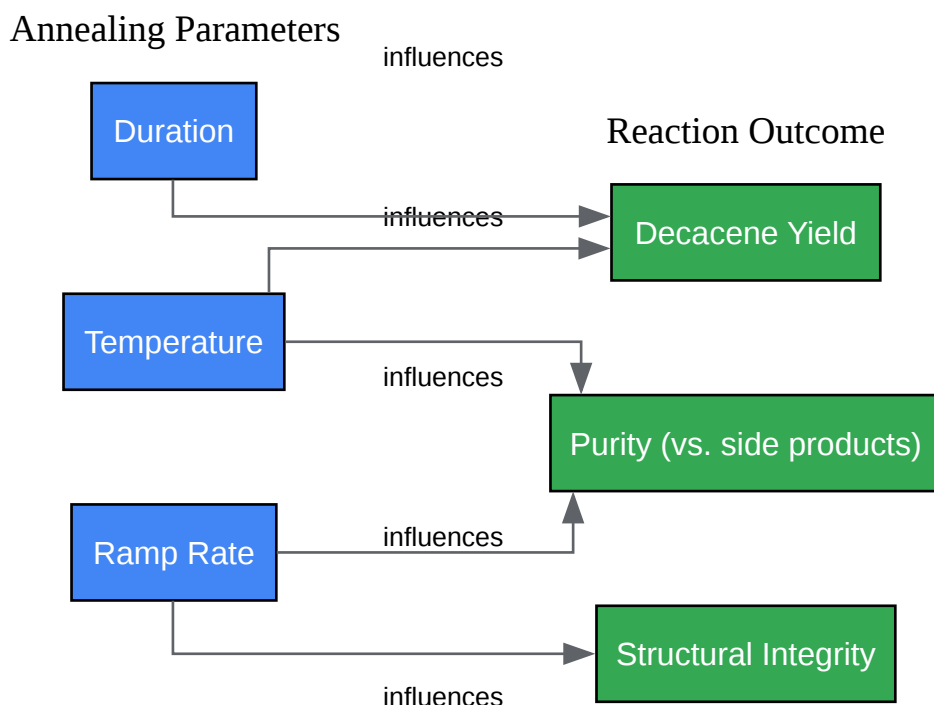 Annealing Parameters
influences
Duration
Reaction Outcome
influences
Decacene Yield
Temperature
influences
Purity (vs. side products)
influences
Ramp Rate
Structural Integrity
influences